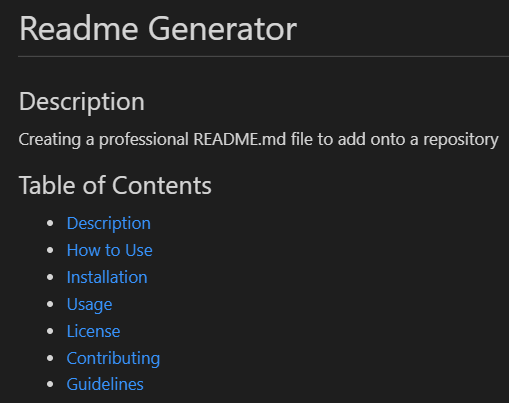 Readme Generator
Description
Creating a professional README.md file to add onto a repository
Table of Contents
Description
How to Use
Installation
Usage
License
Contributing
Guidelines